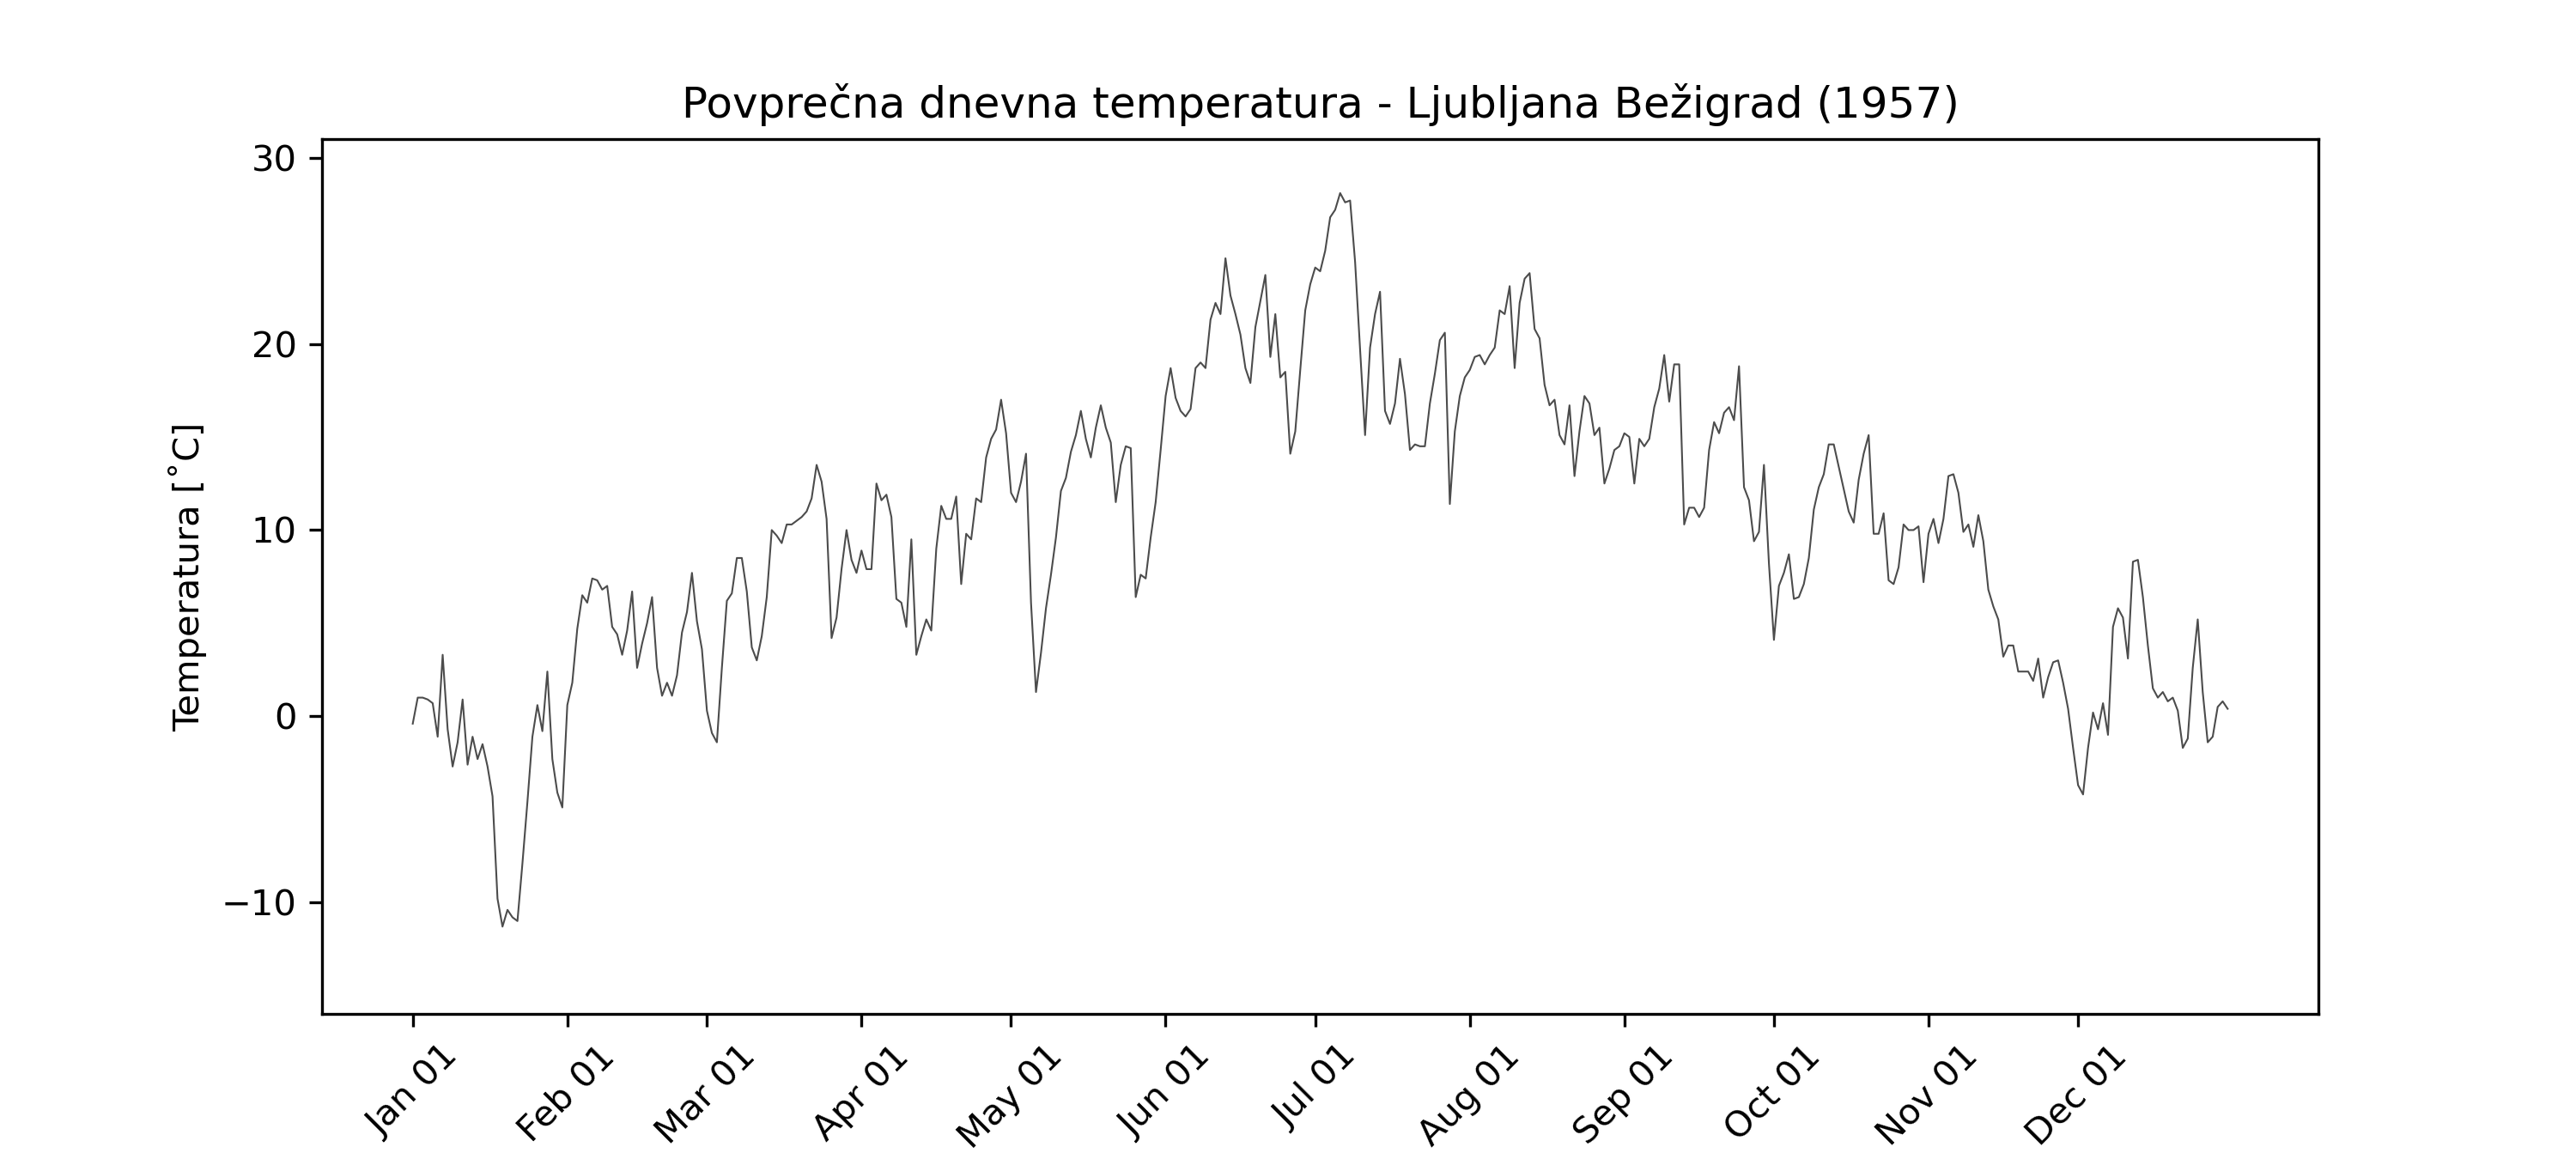 Povprečna dnevna temperatura - Ljubljana Bežigrad (1957)
Temperatura [˚C]
30
20
10
0
−10
Jan 01
Feb 01
Mar 01
Apr 01
May 01
Jun 01
Jul 01
Aug 01
Sep 01
Oct 01
Nov 01
Dec 01